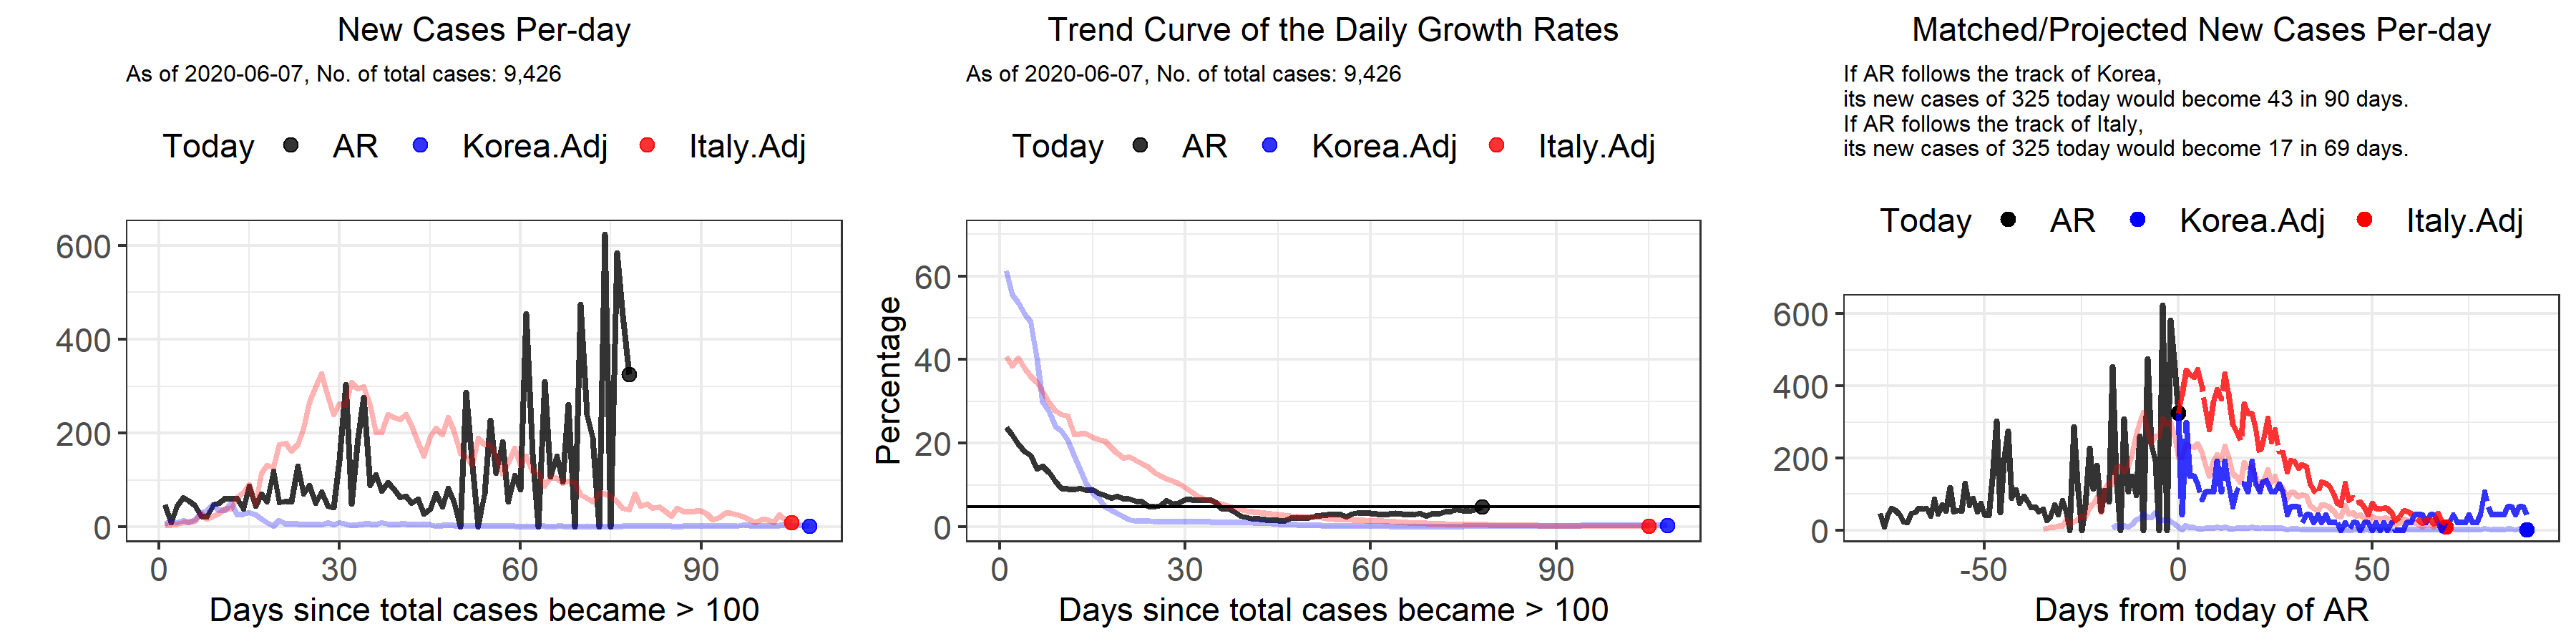 New Cases Per-day
As of 2020-06-07, No. of total cases: 9,426
Today AR Korea.Adj Italy.Adj
600
400
200
0
0 30 60 90
Days since total cases became > 100
Trend Curve of the Daily Growth Rates
As of 2020-06-07, No. of total cases: 9,426
Today AR Korea.Adj Italy.Adj
Percentage
60
40
20
0
0 30 60 90
Days since total cases became > 100
Matched/Projected New Cases Per-day
If AR follows the track of Korea,
its new cases of 325 today would become 43 in 90 days.
If AR follows the track of Italy,
its new cases of 325 today would become 17 in 69 days.
Today AR Korea.Adj Italy.Adj
600
400
200
0
-50 0 50
Days from today of AR